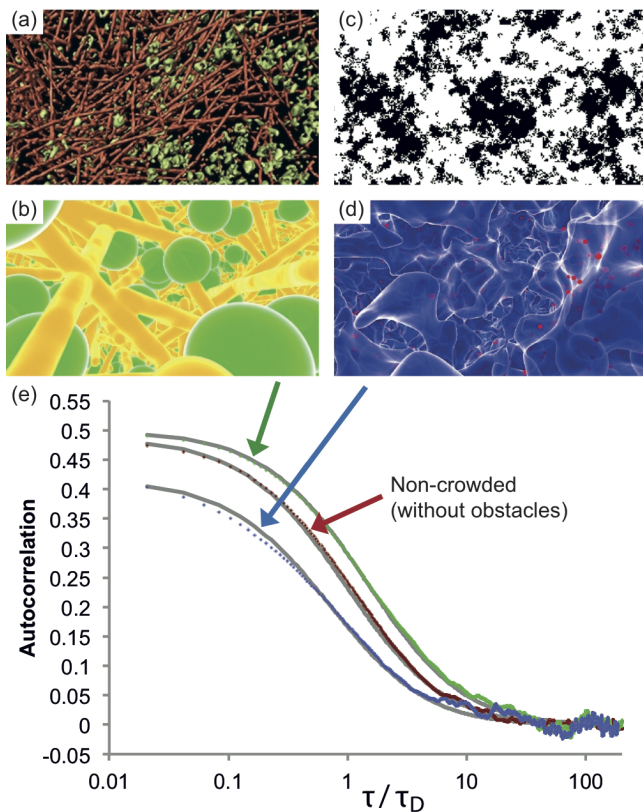 (a)
(c)
(b)
(d)
(e)
0.55
0.5
0.45
0.4
0.35
0.3
0.25
0.2
0.15
0.1
0.05
0
-0.05
Autocorrelation
Non-crowded
(without obstacles)
0.01
0.1
1
10
100
τ/τD